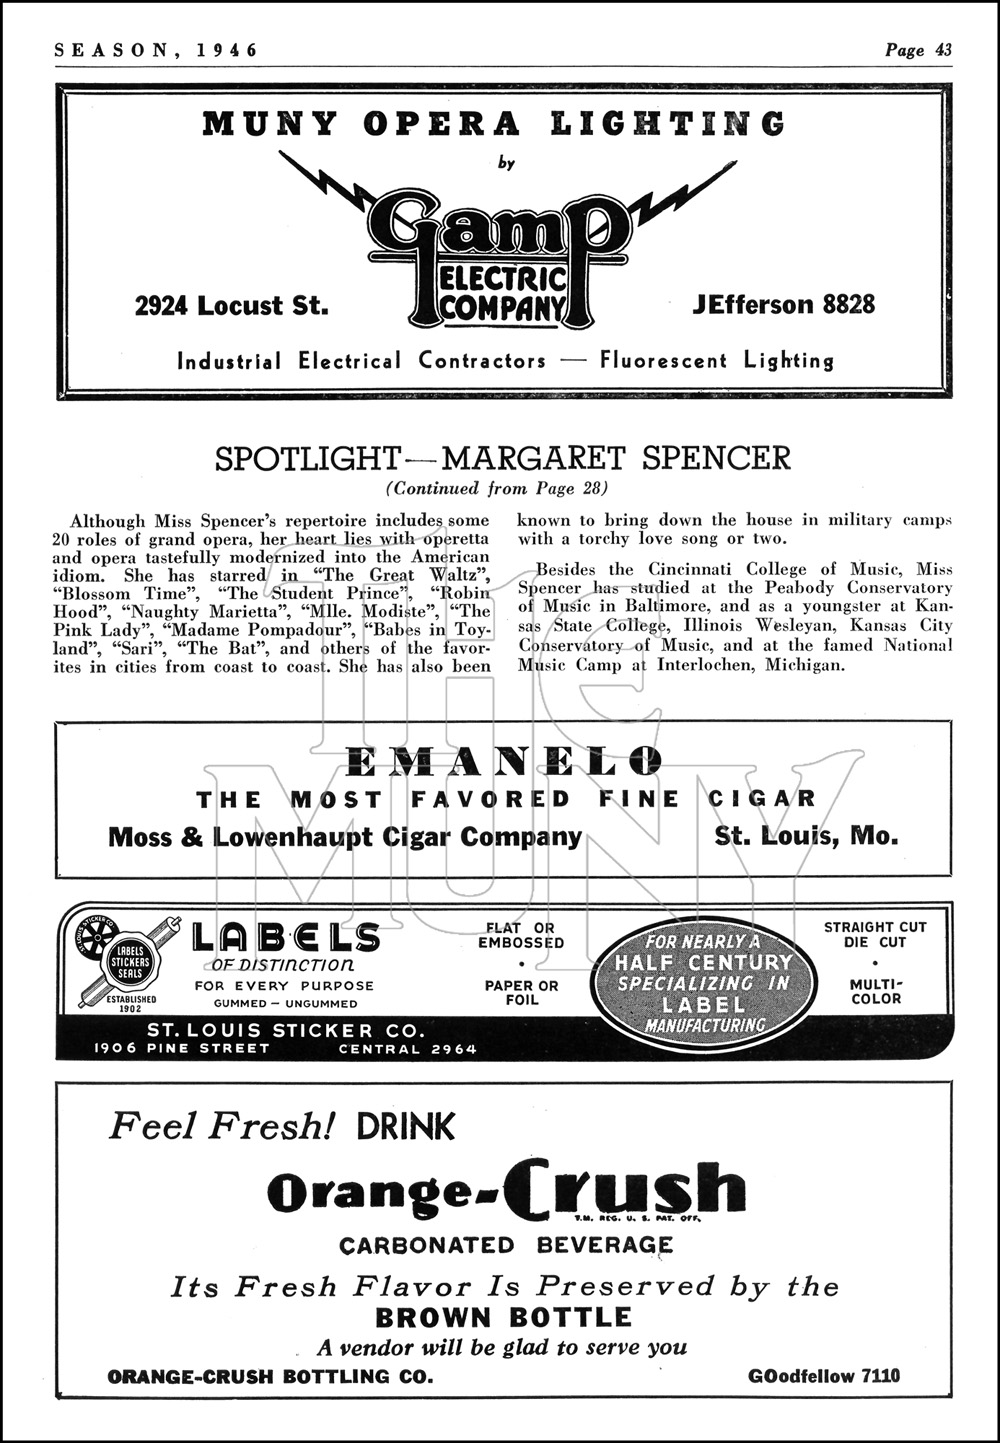 SEASON, 1946
Page 43
MUNY OPERA LIGHTING
by
Gamp
ELECTRIC
COMPANY
2924 Locust St.
JEfferson 8828
Industrial Electrical Contractors — Fluorescent Lighting
SPOTLIGHT—MARGARET SPENCER
(Continued from Page 28)
Although Miss Spencer's repertoire includes some
20 roles of grand opera, her heart lies with operetta
and opera tastefully modernized into the American
idiom. She has starred in "The Great Waltz",
"Blossom Time", "The Student Prince", "Robin
Hood", "Naughty Marietta", "Mlle. Modiste", "The
Pink Lady", "Madame Pompadour", "Babes in Toy-
land", "Sari", "The Bat", and others of the favor-
ites in cities from coast to coast. She has also been
known to bring down the house in military camps
with a torchy love song or two.
Besides the Cincinnati College of Music, Miss
Spencer has studied at the Peabody Conservatory
of Music in Baltimore, and as a youngster at Kan-
sas State College, Illinois Wesleyan, Kansas City
Conservatory of Music, and at the famed National
Music Camp at Interlochen, Michigan.
The
MUNY
EMANELO
THE MOST FAVORED FINE CIGAR
Moss & Lowenhaupt Cigar Company
St. Louis, Mo.
ST. LOUIS STICKER CO.
LABELS
STICKERS
SEALS
ESTABLISHED
1902
LABELS
OF DISTINCTION
FOR EVERY PURPOSE
GUMMED — UNGUMMED
FLAT OR
EMBOSSED
•
PAPER OR
FOIL
FOR NEARLY A
HALF CENTURY
SPECIALIZING IN
LABEL
MANUFACTURING
STRAIGHT CUT
DIE CUT
•
MULTI-
COLOR
ST. LOUIS STICKER CO.
1906 PINE STREET CENTRAL 2964
Feel Fresh! DRINK
Orange-Crush
T.M. REG. U. S. PAT. OFF.
CARBONATED BEVERAGE
Its Fresh Flavor Is Preserved by the
BROWN BOTTLE
A vendor will be glad to serve you
ORANGE-CRUSH BOTTLING CO.
GOodfellow 7110